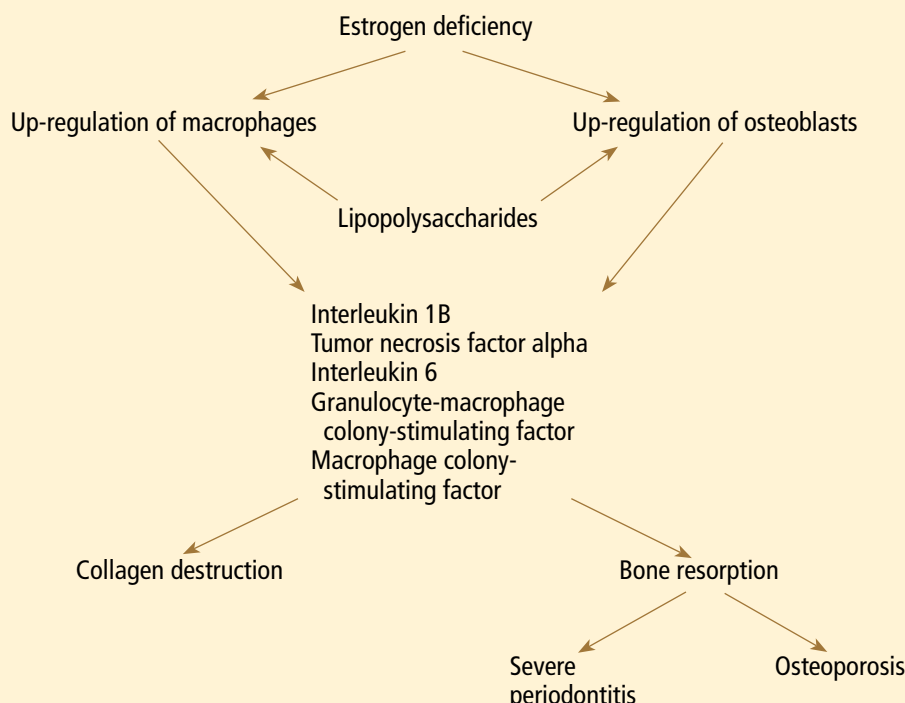 Estrogen deficiency
Up-regulation of macrophages
Up-regulation of osteoblasts
Lipopolysaccharides
Interleukin 1B
Tumor necrosis factor alpha
Interleukin 6
Granulocyte-macrophage
colony-stimulating factor
Macrophage colony-
stimulating factor
Collagen destruction
Bone resorption
Severe
periodontitis
Osteoporosis